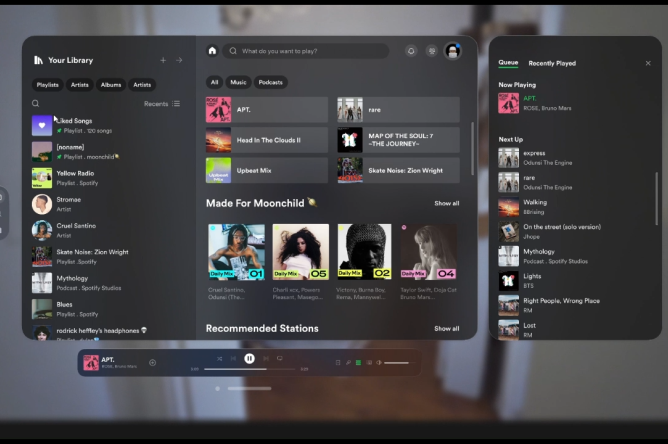 Your Library
Playlists
Artists
Albums
Artists
Recents
Liked Songs
Playlist . 120 songs
[noname]
Playlist . moonchild
Yellow Radio
Playlist . Spotify
Stromae
Artist
Cruel Santino
Artist
Skate Noise: Zion Wright
Playlist .Spotify
Mythology
Podcast . Spotify Studios
Blues
Playlist . Spotify
rodrick heffley's headphones
What do you want to play?
All
Music
Podcasts
APT.
rare
Head In The Clouds II
MAP OF THE SOUL: 7
~THE JOURNEY~
Upbeat Mix
Skate Noise: Zion Wright
Made For Moonchild
Show all
Daily Mix 01
Daily Mix 05
Daily Mix 02
Daily Mix 04
Cruel Santino,
Odunsi (The...
Charli xcx, Flowers
Pleasent, Masego...
Victony, Burna Boy,
Rema, Mannywel...
Taylor Swift, Doja Cat
Bruno Mars...
Recommended Stations
Show all
Queue
Recently Played
Now Playing
APT.
ROSE, Bruno Mars
Next Up
express
Odunsi The Engine
rare
Odunsi The Engine
Walking
88rising
On the street (solo version)
Jhope
Mythology
Podcast . Spotify Studios
Lights
BTS
Right People, Wrong Place
RM
Lost
RM
APT.
ROSE, Bruno Mars